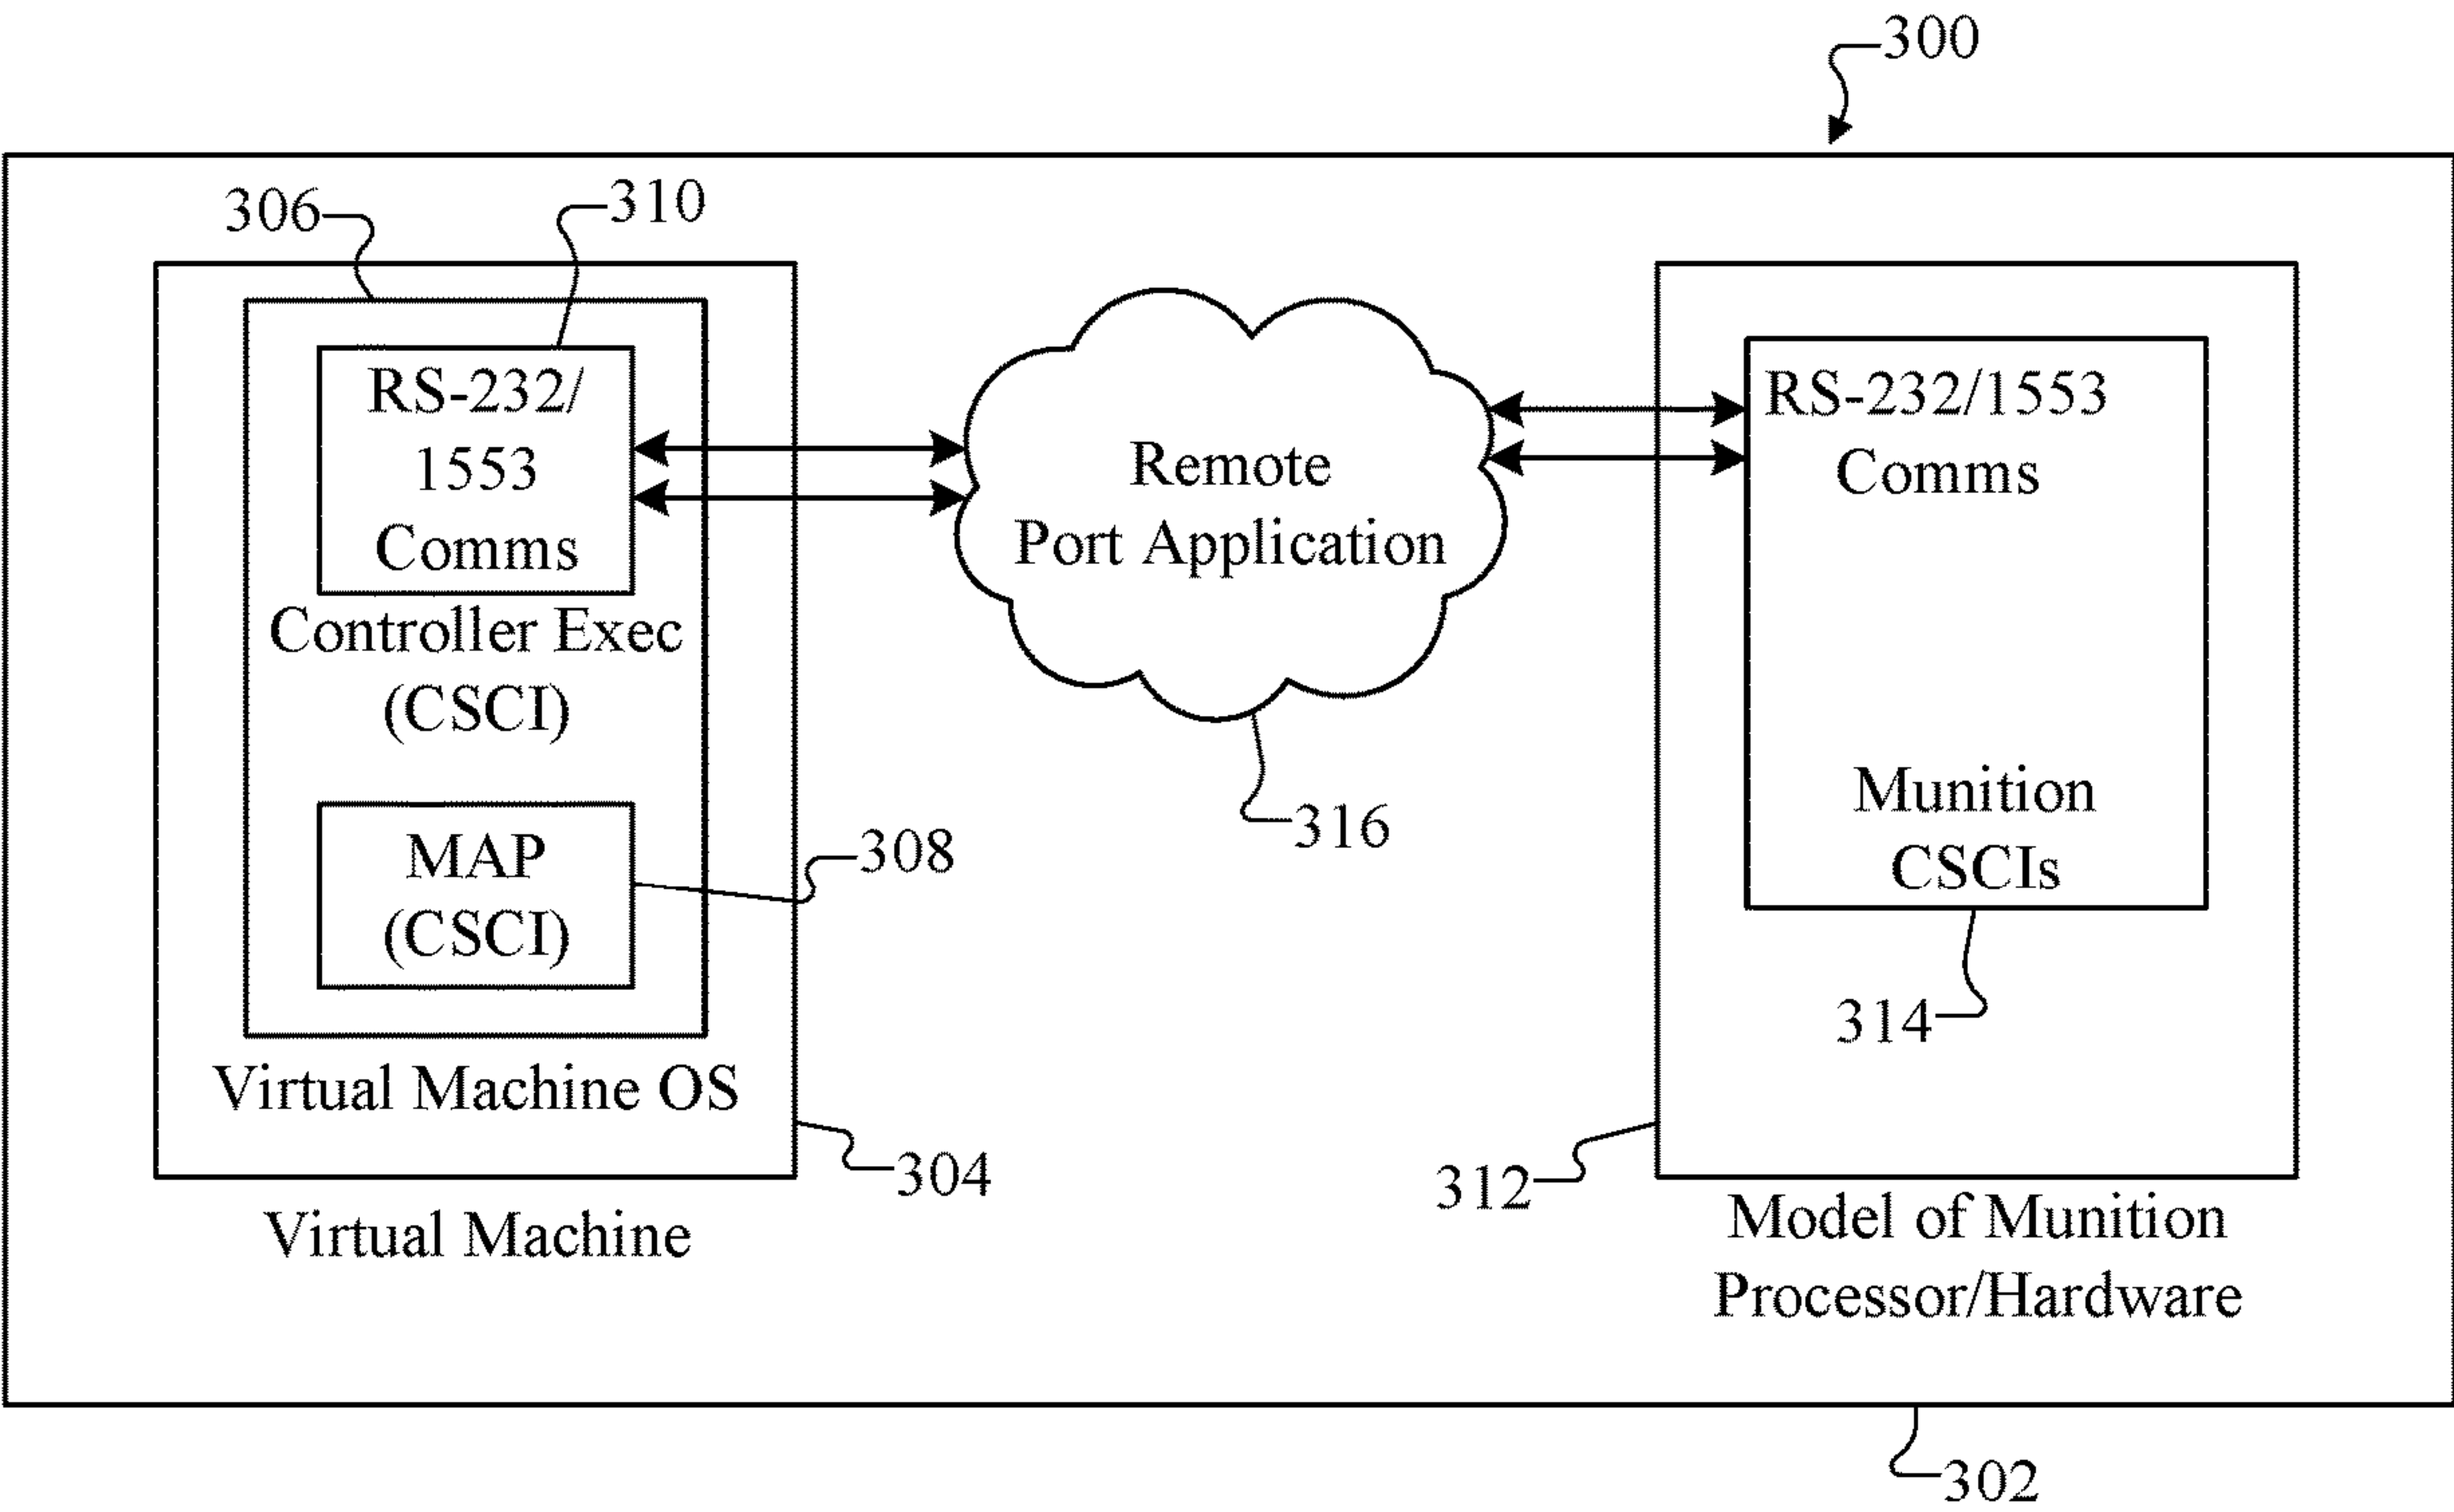 300
306
310
RS-232/
1553
Comms
Controller Exec
(CSCI)
MAP
(CSCI)
308
Virtual Machine OS
304
Virtual Machine
Remote
Port Application
316
RS-232/1553
Comms
Munition
CSCIs
314
312
Model of Munition
Processor/Hardware
302